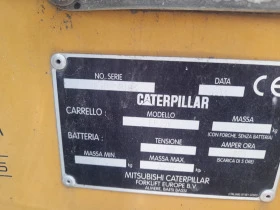 NO. SERIE DATA
CATERPILLAR
MODELLO MASSA
CARRELLO: kg
(CON FORCHE, SENZA BATTERIA)
BATTERIA: TENSIONE AMPER ORA
MASSA MIN. (SCARICA DI 5 ORE)
MASSA MAX.
kg kg
MITSUBISHI CATERPILLAR
FORKLIFT EUROPE B.V.